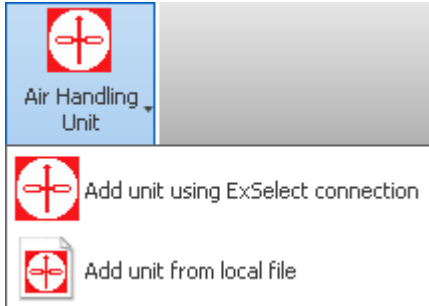 Air Handling
Unit
Add unit using ExSelect connection
Add unit from local file